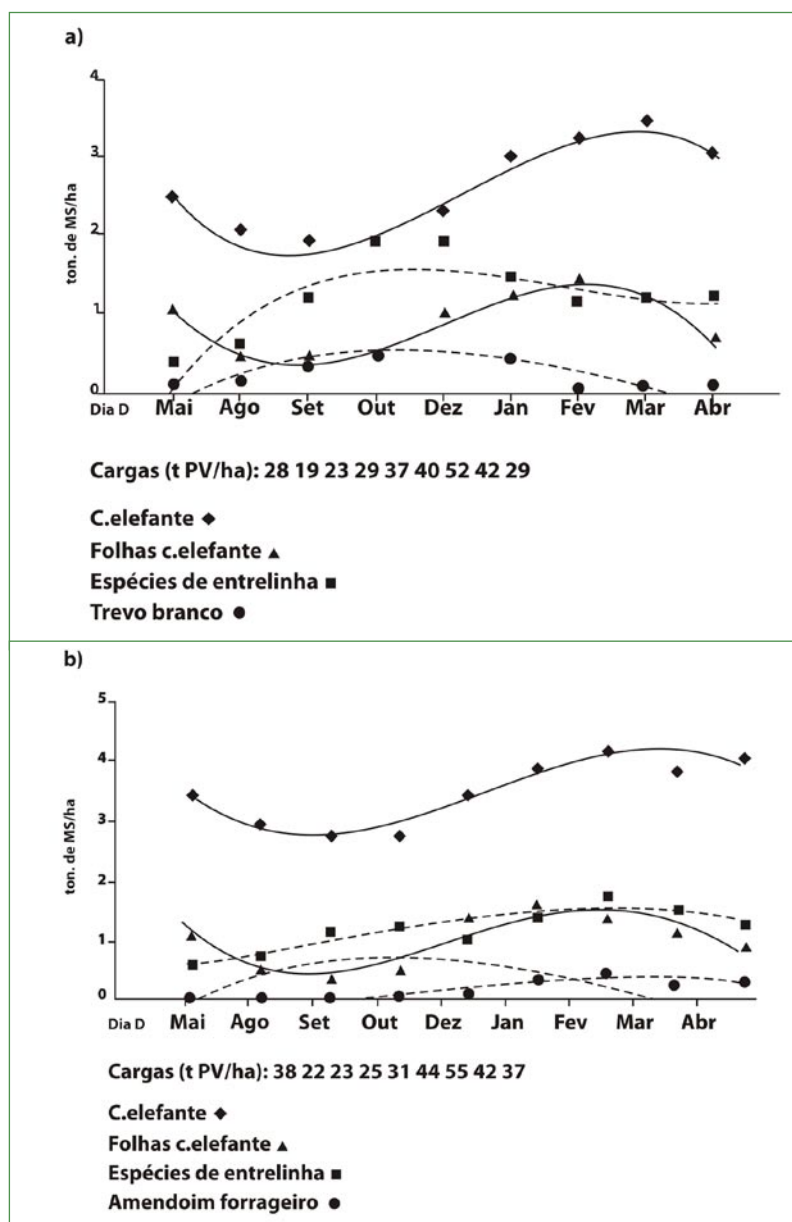 a)
4
3
2
1
0
ton. de MS/ha
Dia D Mai Ago Set Out Dez Jan Fev Mar Abr
Cargas (t PV/ha): 28 19 23 29 37 40 52 42 29
C.elefante ◆
Folhas c.elefante ▲
Espécies de entrelinha ■
Trevo branco ●
b)
5
4
3
2
1
0
ton. de MS/ha
Dia D Mai Ago Set Out Dez Jan Fev Mar Abr
Cargas (t PV/ha): 38 22 23 25 31 44 55 42 37
C.elefante ◆
Folhas c.elefante ▲
Espécies de entrelinha ■
Amendoim forrageiro ●